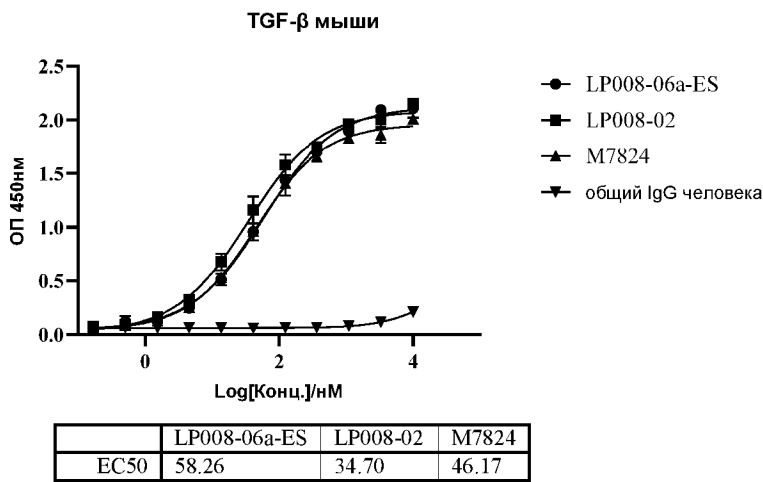 TGF-β мыши
ОП 450нм
2.5
2.0
1.5
1.0
0.5
0.0
0
2
4
Log[Конц.]/нМ
LP008-06a-ES
LP008-02
M7824
общий IgG человека
LP008-06a-ES LP008-02 M7824
EC50 58.26 34.70 46.17